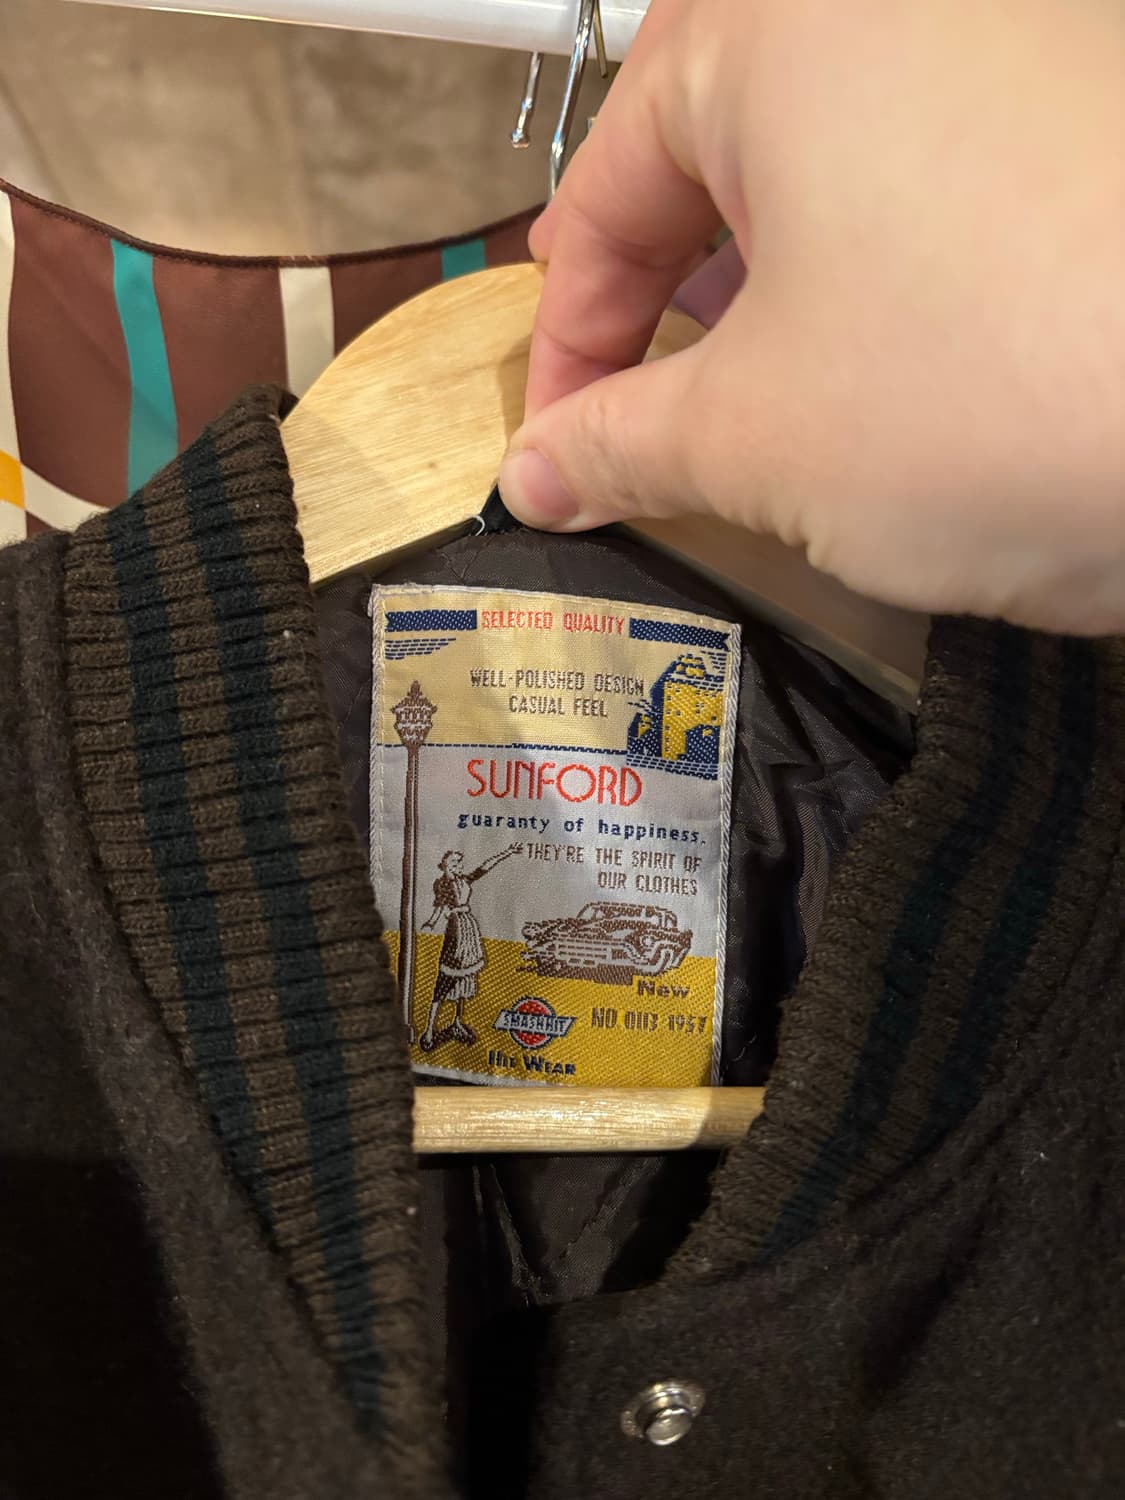 SELECTED QUALITY
WELL-POLISHED DESIGN
CASUAL FEEL
SUNFORD
guaranty of happiness.
THEY'RE THE SPIRIT OF
OUR CLOTHES
New
SMASHHIT
NO 0113 1957
Hit WEAR